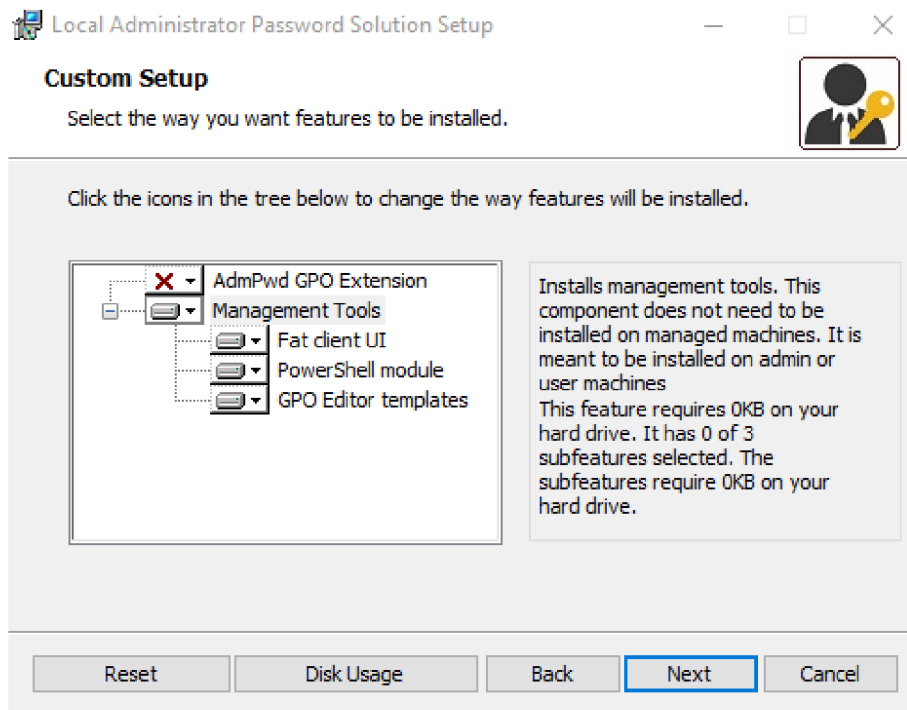 Local Administrator Password Solution Setup
Custom Setup
Select the way you want features to be installed.
Click the icons in the tree below to change the way features will be installed.
AdmPwd GPO Extension
Management Tools
Fat client UI
PowerShell module
GPO Editor templates
Installs management tools. This
component does not need to be
installed on managed machines. It is
meant to be installed on admin or
user machines
This feature requires 0KB on your
hard drive. It has 0 of 3
subfeatures selected. The
subfeatures require 0KB on your
hard drive.
Reset
Disk Usage
Back
Next
Cancel